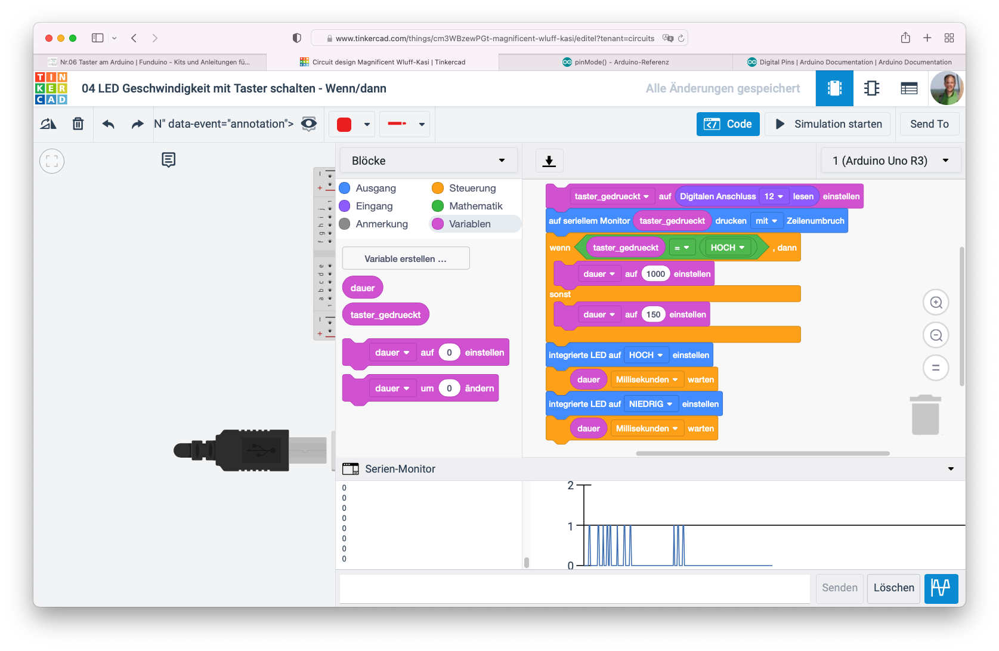 www.tinkercad.com/things/cm3WBzewPGt-magnificent-wluff-kasi/editel?tenant=circuits
Nr.06 Taster am Arduino | Funduino - Kits und Anleitungen fü...
Circuit design Magnificent Wluff-Kasi | Tinkercad
pinMode() - Arduino-Referenz
Digital Pins | Arduino Documentation | Arduino Documentation
TINKERCAD
04 LED Geschwindigkeit mit Taster schalten - Wenn/dann
Alle Änderungen gespeichert
N" data-event="annotation">
Code
Simulation starten
Send To
Blöcke
1 (Arduino Uno R3)
Ausgang
Steuerung
Eingang
Mathematik
Anmerkung
Variablen
Variable erstellen ...
dauer
taster_gedrueckt
dauer auf 0 einstellen
dauer um 0 ändern
taster_gedrueckt auf Digitalen Anschluss 12 lesen einstellen
auf seriellem Monitor taster_gedrueckt drucken mit Zeilenumbruch
wenn taster_gedrueckt = HOCH , dann
dauer auf 1000 einstellen
sonst
dauer auf 150 einstellen
integrierte LED auf HOCH einstellen
dauer Millisekunden warten
integrierte LED auf NIEDRIG einstellen
dauer Millisekunden warten
- +
f g h i j
1
a b c d e
1
- +
Serien-Monitor
0
0
0
0
0
0
0
0
2
1
0
Senden
Löschen